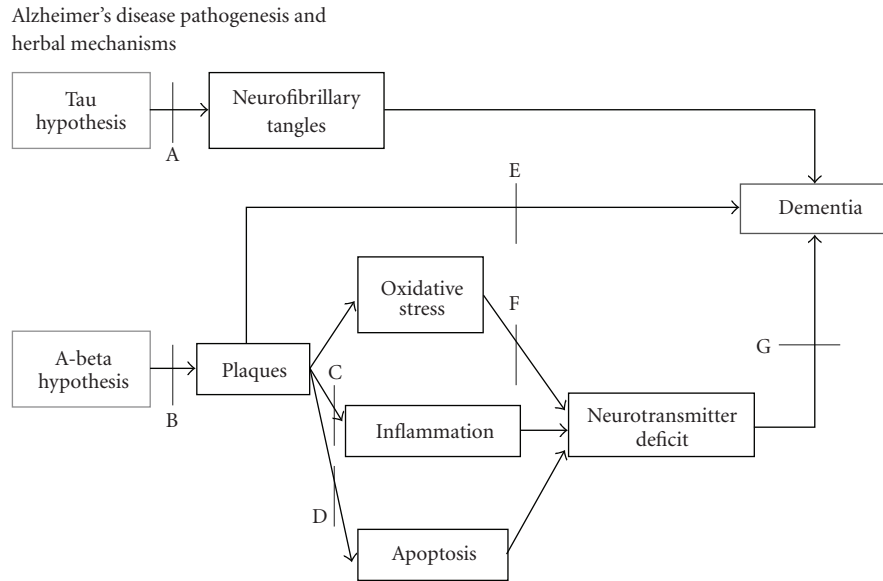 Alzheimer's disease pathogenesis and
herbal mechanisms
Tau
hypothesis
A
Neurofibrillary
tangles
E
Dementia
Oxidative
stress
F
G
A-beta
hypothesis
B
Plaques
C
Inflammation
Neurotransmitter
deficit
D
Apoptosis